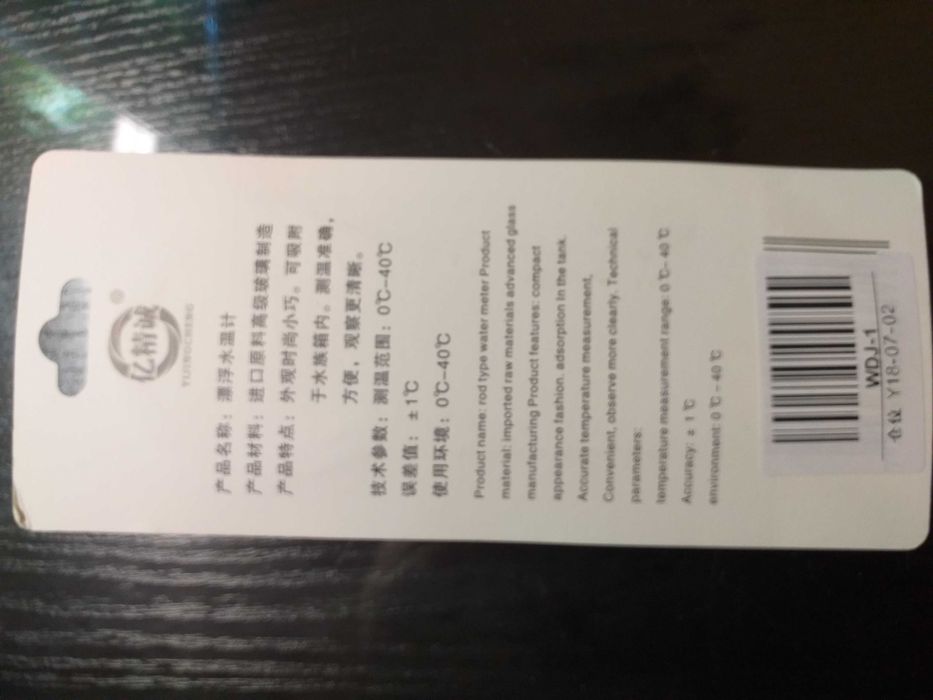 亿精诚
YIJINGCHENG
产品名称：漂浮水温计
产品材料：进口原料高级玻璃制造
产品特点：外观时尚小巧。可吸附
于水族箱内。测温准确，
方便，观察更清晰。
技术参数：测温范围：0℃-40℃
误差值：±1℃
使用环境：0℃-40℃
Product name: rod type water meter Product
material: imported raw materials advanced glass
manufacturing Product features: compact
appearance fashion. adsorption in the tank.
Accurate temperature measurement,
Convenient, observe more clearly. Technical
parameters:
temperature measurement range: 0℃- 40℃
Accuracy: ± 1℃
environment: 0℃- 40℃
WDJ-1
仓位 Y18-07-02